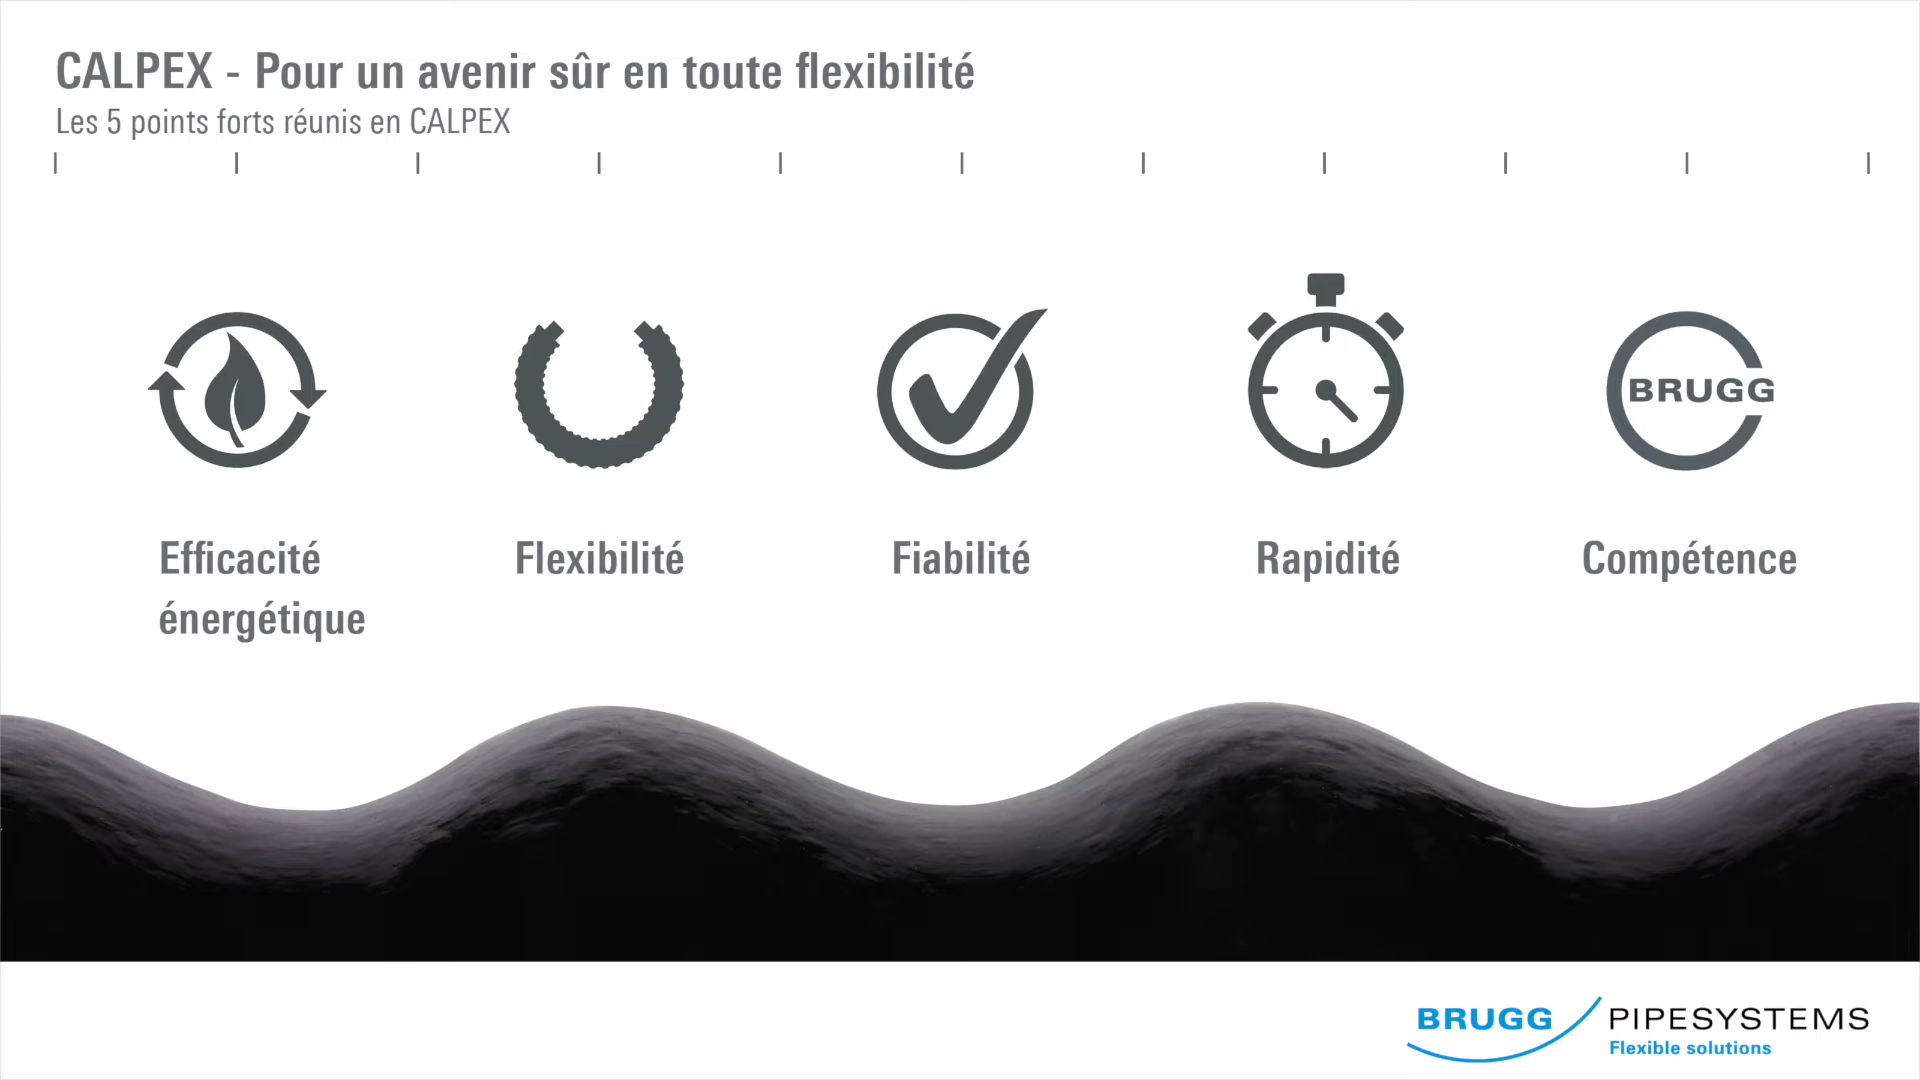 CALPEX - Pour un avenir sûr en toute flexibilité
Les 5 points forts réunis en CALPEX
BRUGG
Efficacité
énergétique
Flexibilité
Fiabilité
Rapidité
Compétence
BRUGG PIPESYSTEMS
Flexible solutions